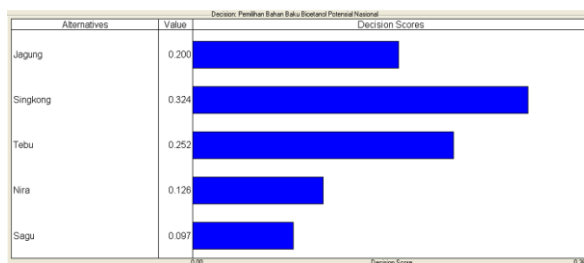 Decision: Pemilihan Bahan Baku Bioetanol Potensial Nasional
Alternatives Value Decision Scores
Jagung 0.200
Singkong 0.324
Tebu 0.252
Nira 0.126
Sagu 0.097
0.00 Decision Score